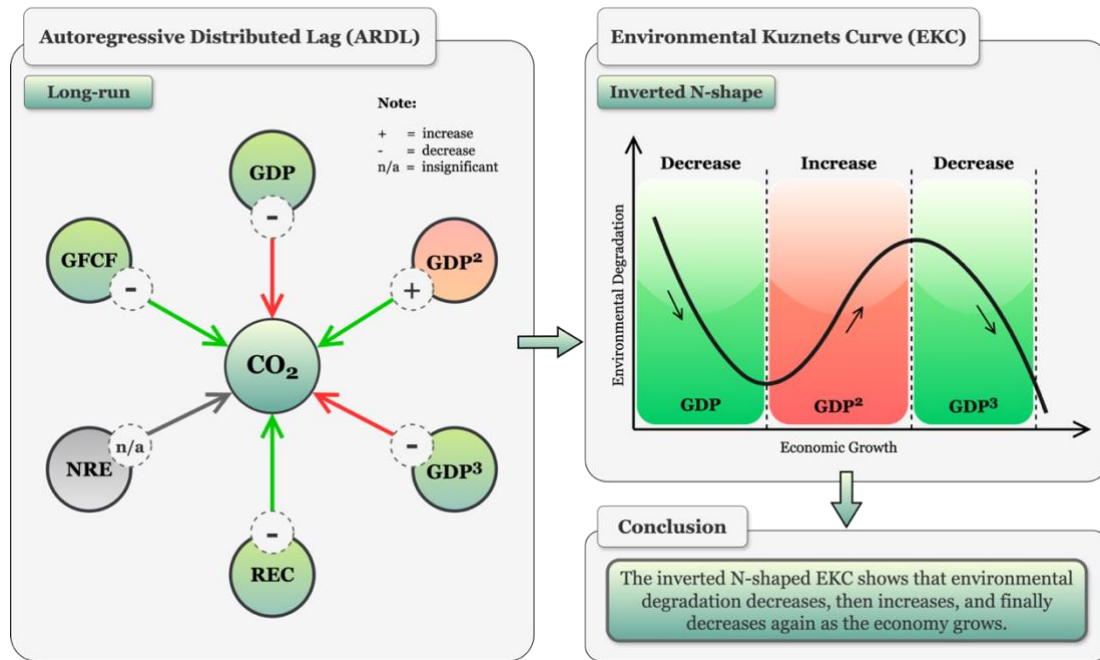 Autoregressive Distributed Lag (ARDL)
Long-run
Note:
+ = increase
- = decrease
n/a = insignificant
GDP
-
GFCF
-
GDP²
+
CO₂
NRE
n/a
GDP³
-
REC
-
Environmental Kuznets Curve (EKC)
Inverted N-shape
Decrease
Increase
Decrease
Environmental Degradation
GDP
GDP²
GDP³
Economic Growth
Conclusion
The inverted N-shaped EKC shows that environmental
degradation decreases, then increases, and finally
decreases again as the economy grows.